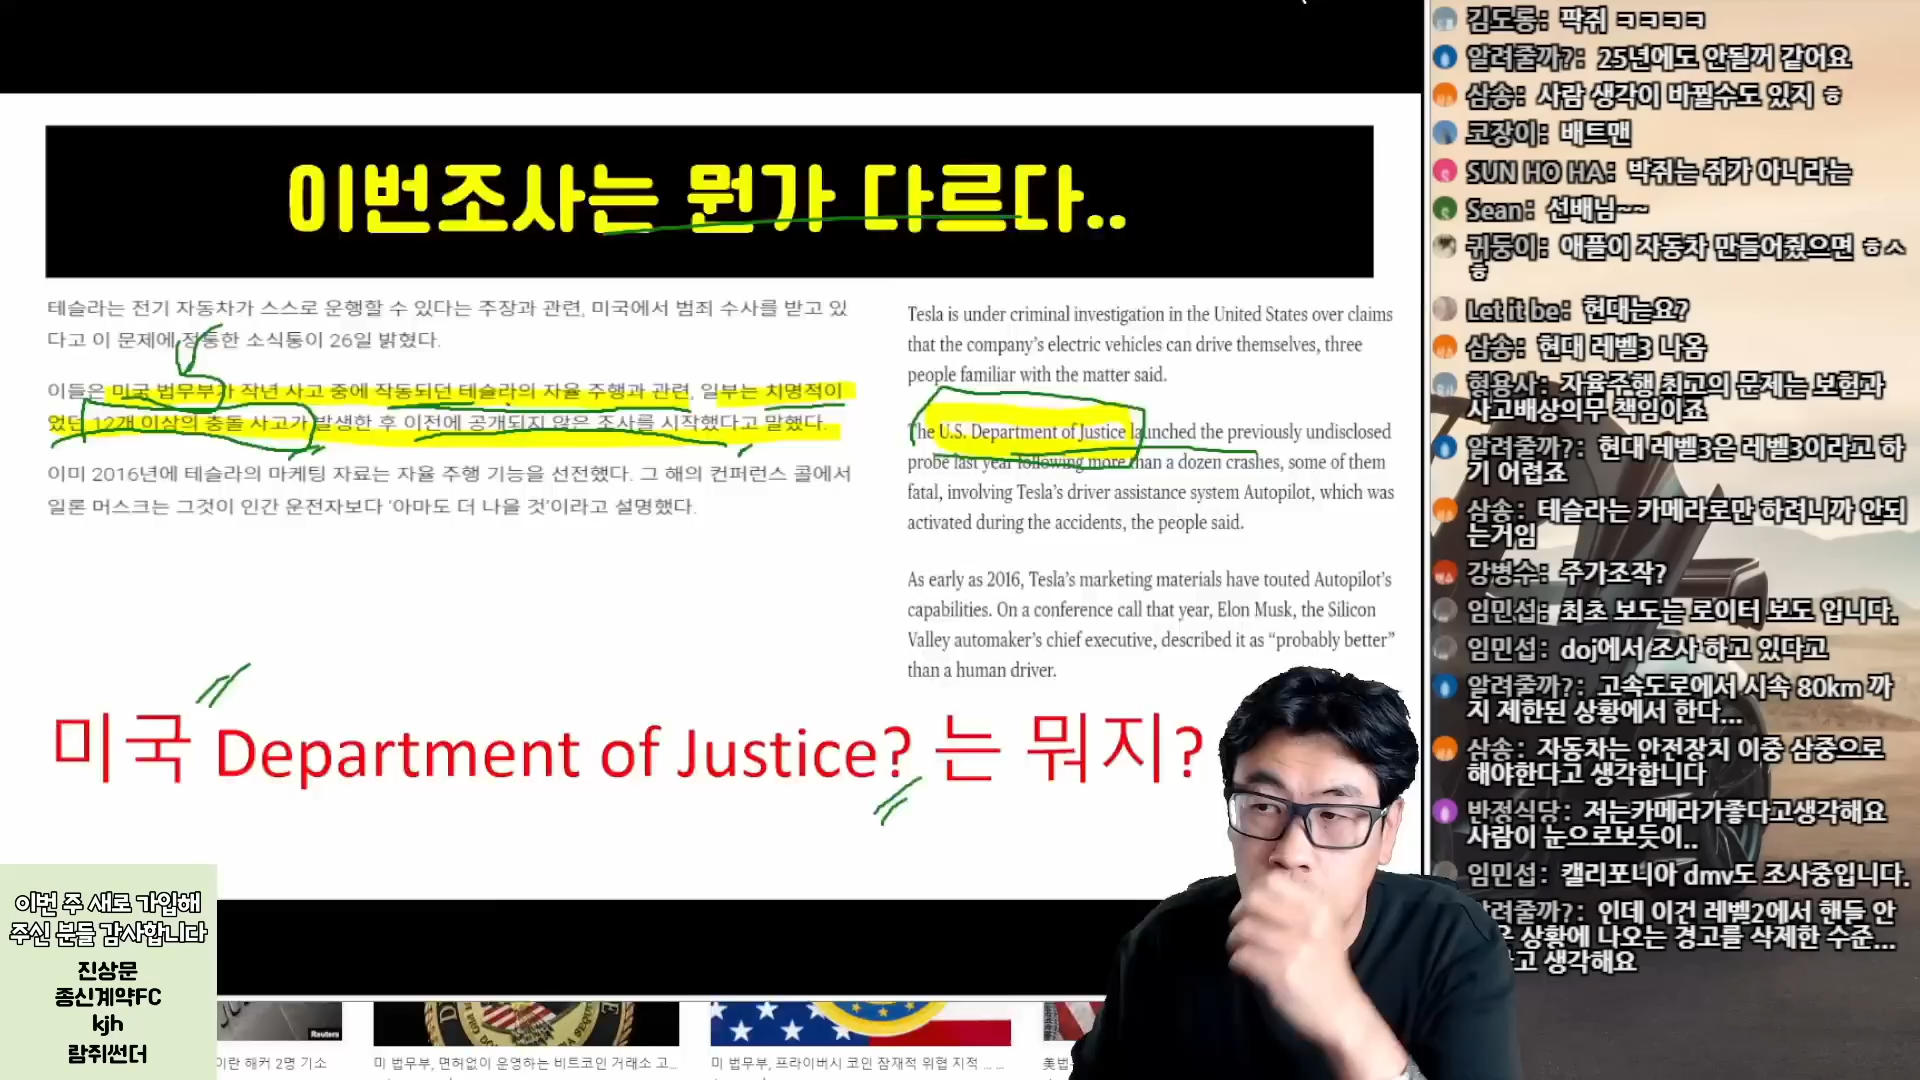 이번조사는 뭔가 다르다..
테슬라는 전기 자동차가 스스로 운행할 수 있다는 주장과 관련, 미국에서 범죄 수사를 받고 있
다고 이 문제에 정통한 소식통이 26일 밝혔다.
이들은 미국 법무부가 작년 사고 중에 작동되던 테슬라의 자율 주행과 관련, 일부는 치명적이
었던 12개 이상의 충돌 사고가 발생한 후 이전에 공개되지 않은 조사를 시작했다고 말했다.
이미 2016년에 테슬라의 마케팅 자료는 자율 주행 기능을 선전했다. 그 해의 컨퍼런스 콜에서
일론 머스크는 그것이 인간 운전자보다 ‘아마도 더 나을 것’이라고 설명했다.
Tesla is under criminal investigation in the United States over claims
that the company’s electric vehicles can drive themselves, three
people familiar with the matter said.
The U.S. Department of Justice launched the previously undisclosed
probe last year following more than a dozen crashes, some of them
fatal, involving Tesla’s driver assistance system Autopilot, which was
activated during the accidents, the people said.
As early as 2016, Tesla’s marketing materials have touted Autopilot’s
capabilities. On a conference call that year, Elon Musk, the Silicon
Valley automaker’s chief executive, described it as “probably better”
than a human driver.
미국 Department of Justice? 는 뭐지?
이번 주 새로 가입해
주신 분들 감사합니다
진상문
종신계약FC
kjh
람쥐썬더
Reuters
이란 해커 2명 기소
미 법무부, 면허없이 운영하는 비트코인 거래소 고...
미 법무부, 프라이버시 코인 잠재적 위협 지적 ... ...
美법
김도롱: 팍쥐 ㅋㅋㅋㅋ
알려줄까?: 25년에도 안될꺼 같어요
삼송: 사람 생각이 바뀔수도 있지 ㅎ
코장이: 배트맨
SUN HO HA: 박쥐는 쥐가 아니라는
Sean: 선배님~~
귀둥이: 애플이 자동차 만들어줬으면 ㅎㅅ
ㅎ
Let it be: 현대는요?
삼송: 현대 레벨3 나옴
형용사: 자율주행 최고의 문제는 보험과
사고배상의무 책임이죠
알려줄까?: 현대 레벨3은 레벨3이라고 하
기 어렵죠
삼송: 테슬라는 카메라로만 하려니까 안되
는거임
강병수: 주가조작?
임민섭: 최초 보도는 로이터 보도 입니다.
임민섭: doj에서 조사 하고 있다고
알려줄까?: 고속도로에서 시속 80km 까
지 제한된 상황에서 한다...
삼송: 자동차는 안전장치 이중 삼중으로
해야한다고 생각합니다
반정식당: 저는카메라가좋다고생각해요
사람이 눈으로보듯이..
임민섭: 캘리포니아 dmv도 조사중입니다.
알려줄까?: 인데 이건 레벨2에서 핸들 안
상황에 나오는 경고를 삭제한 수준...
고 생각해요